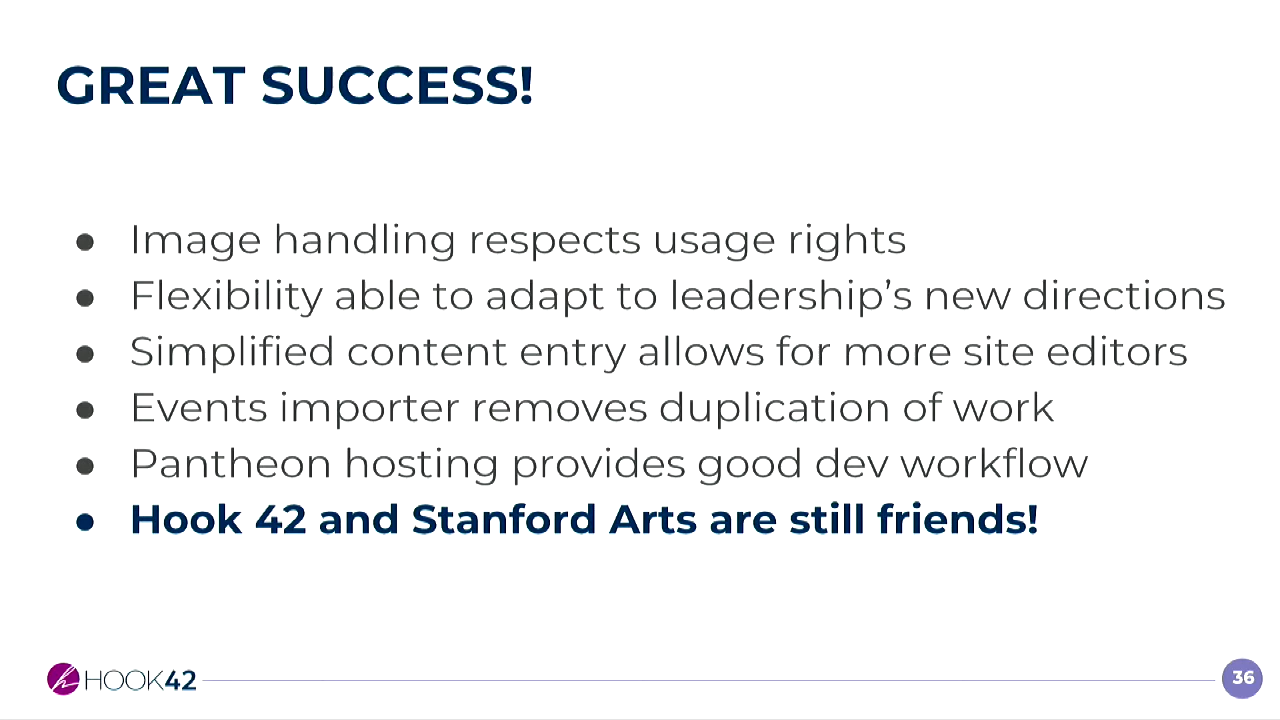 GREAT SUCCESS!
● Image handling respects usage rights
● Flexibility able to adapt to leadership’s new directions
● Simplified content entry allows for more site editors
● Events importer removes duplication of work
● Pantheon hosting provides good dev workflow
● Hook 42 and Stanford Arts are still friends!
h HOOK42
36